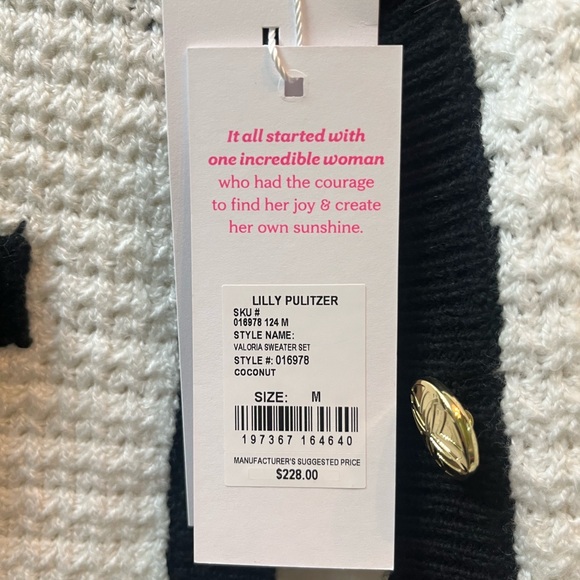 It all started with
one incredible woman
who had the courage
to find her joy & create
her own sunshine.
LILLY PULITZER
SKU #
016978 124 M
STYLE NAME:
VALORIA SWEATER SET
STYLE #: 016978
COCONUT
SIZE: M
197367 164640
MANUFACTURER'S SUGGESTED PRICE
$228.00